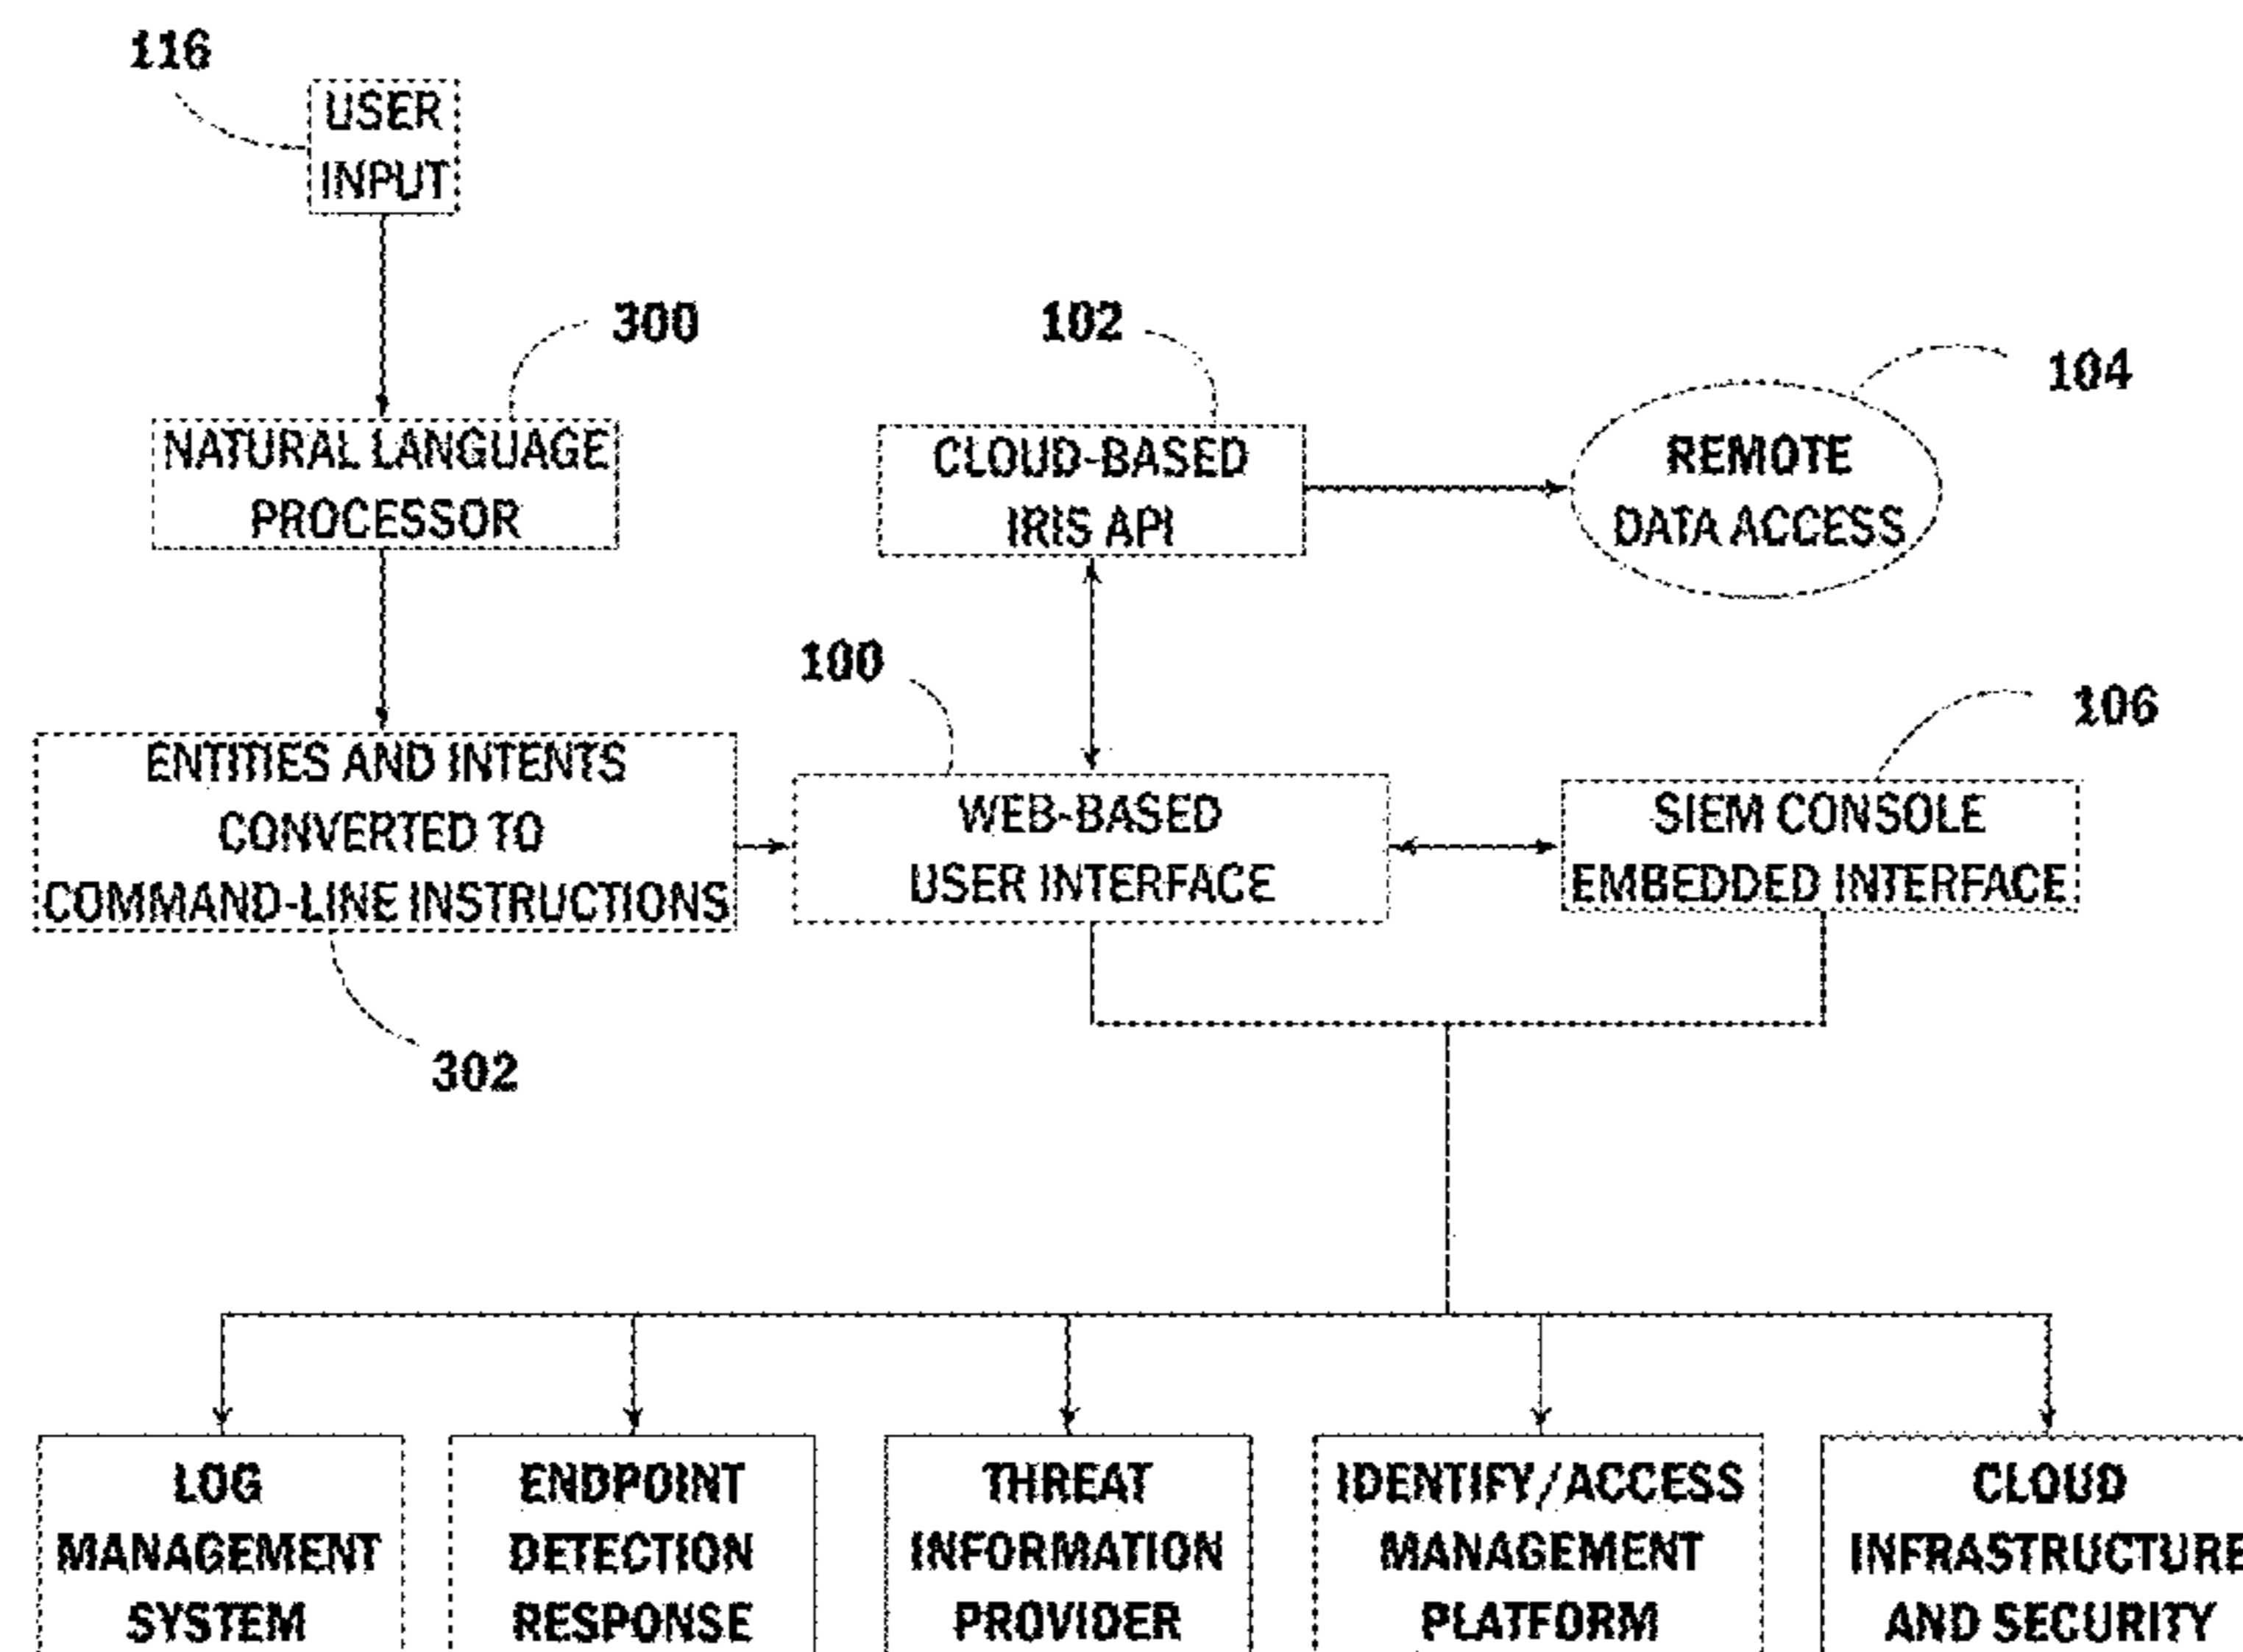 116
USER
INPUT
300
102
104
NATURAL LANGUAGE
PROCESSOR
CLOUD-BASED
IRIS API
REMOTE
DATA ACCESS
100
106
ENTITIES AND INTENTS
CONVERTED TO
COMMAND-LINE INSTRUCTIONS
WEB-BASED
USER INTERFACE
SIEM CONSOLE
EMBEDDED INTERFACE
302
LOG
MANAGEMENT
SYSTEM
ENDPOINT
DETECTION
RESPONSE
THREAT
INFORMATION
PROVIDER
IDENTIFY/ACCESS
MANAGEMENT
PLATFORM
CLOUD
INFRASTRUCTURE
AND SECURITY